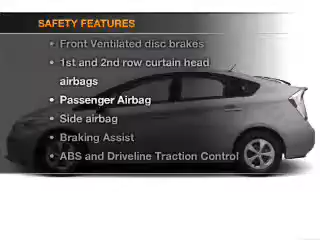 SAFETY FEATURES
• Front Ventilated disc brakes
• 1st and 2nd row curtain head
airbags
• Passenger Airbag
• Side airbag
• Braking Assist
• ABS and Driveline Traction Control